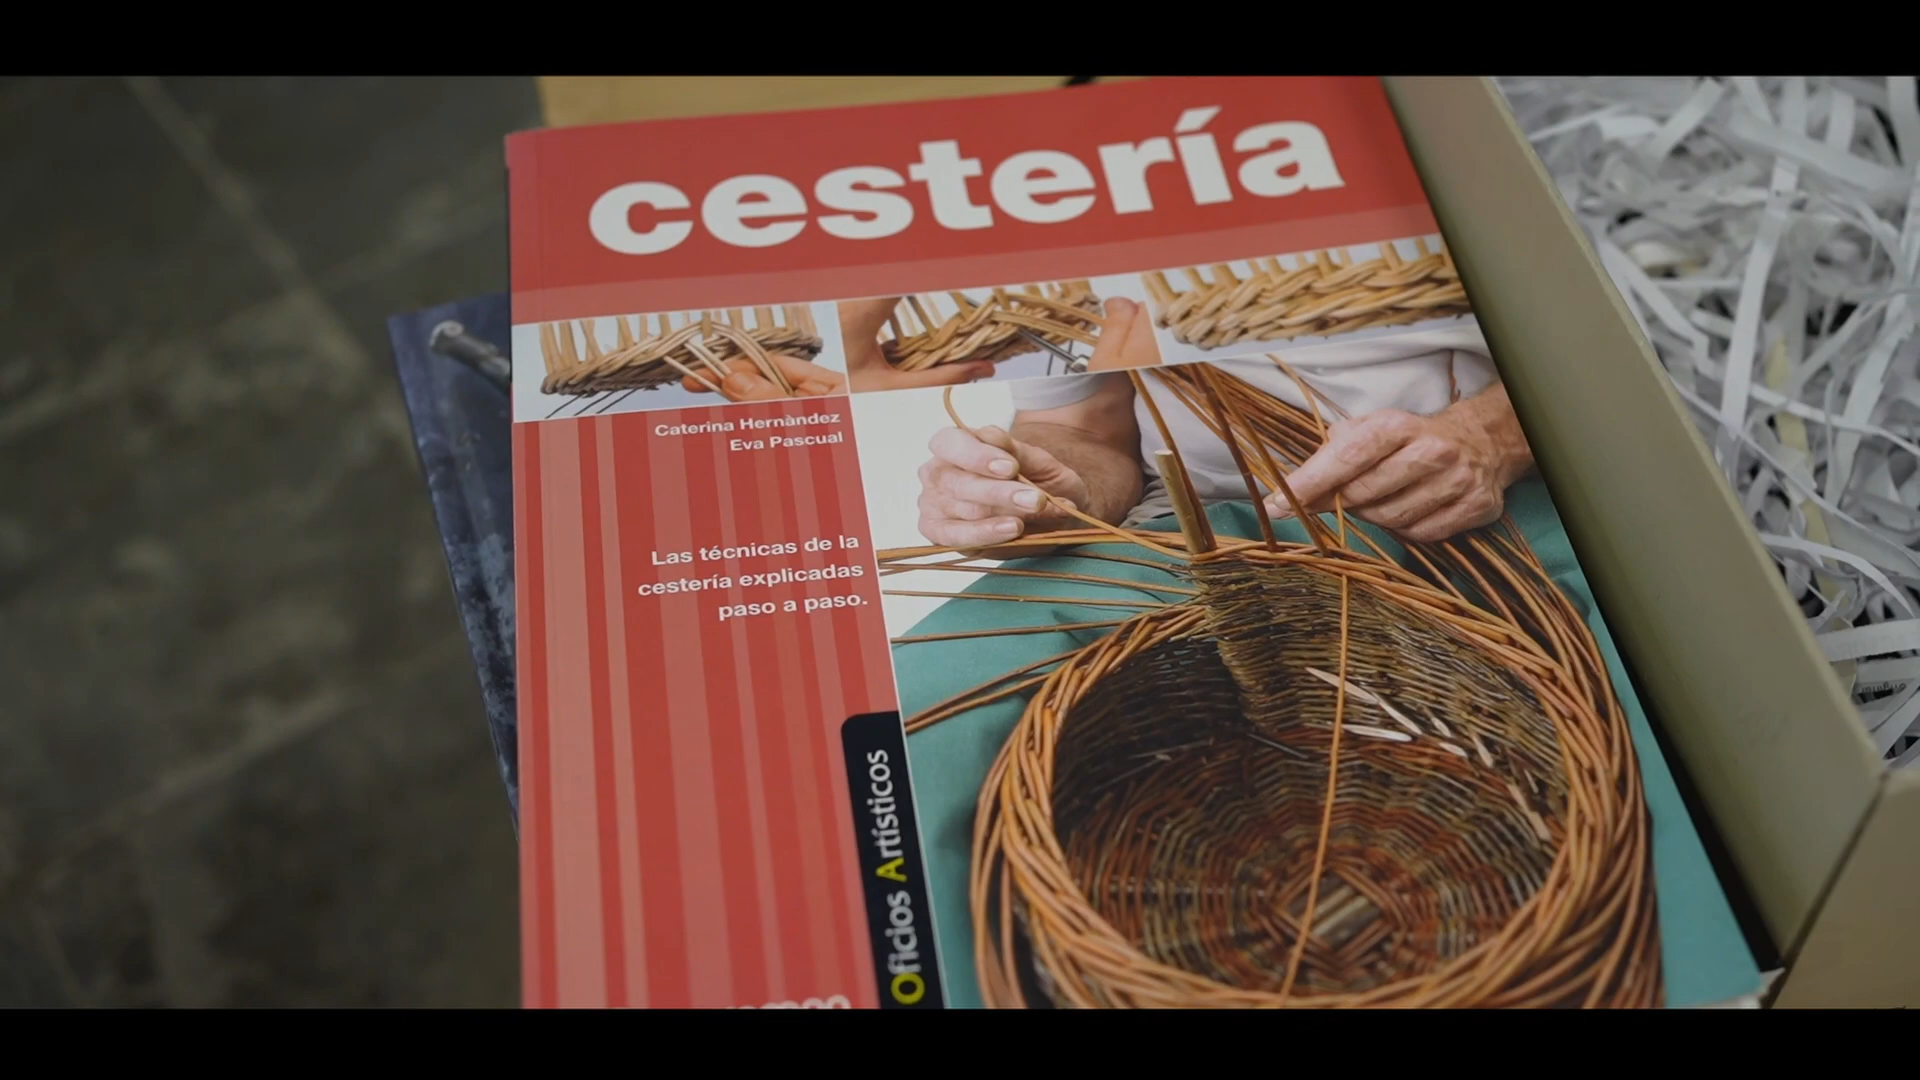 cestería
Caterina Hernàndez
Eva Pascual
Las técnicas de la
cestería explicadas
paso a paso.
Oficios Artísticos